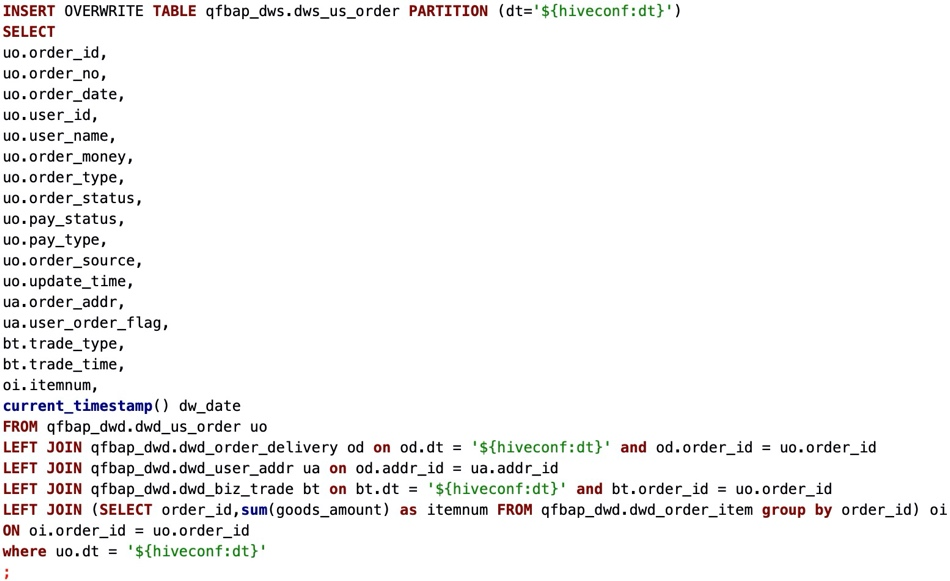 INSERT OVERWRITE TABLE qfbap_dws.dws_us_order PARTITION (dt='${hiveconf:dt}')
SELECT
uo.order_id,
uo.order_no,
uo.order_date,
uo.user_id,
uo.user_name,
uo.order_money,
uo.order_type,
uo.order_status,
uo.pay_status,
uo.pay_type,
uo.order_source,
uo.update_time,
ua.order_addr,
ua.user_order_flag,
bt.trade_type,
bt.trade_time,
oi.itemnum,
current_timestamp() dw_date
FROM qfbap_dwd.dwd_us_order uo
LEFT JOIN qfbap_dwd.dwd_order_delivery od on od.dt = '${hiveconf:dt}' and od.order_id = uo.order_id
LEFT JOIN qfbap_dwd.dwd_user_addr ua on od.addr_id = ua.addr_id
LEFT JOIN qfbap_dwd.dwd_biz_trade bt on bt.dt = '${hiveconf:dt}' and bt.order_id = uo.order_id
LEFT JOIN (SELECT order_id,sum(goods_amount) as itemnum FROM qfbap_dwd.dwd_order_item group by order_id) oi
ON oi.order_id = uo.order_id
where uo.dt = '${hiveconf:dt}'
;